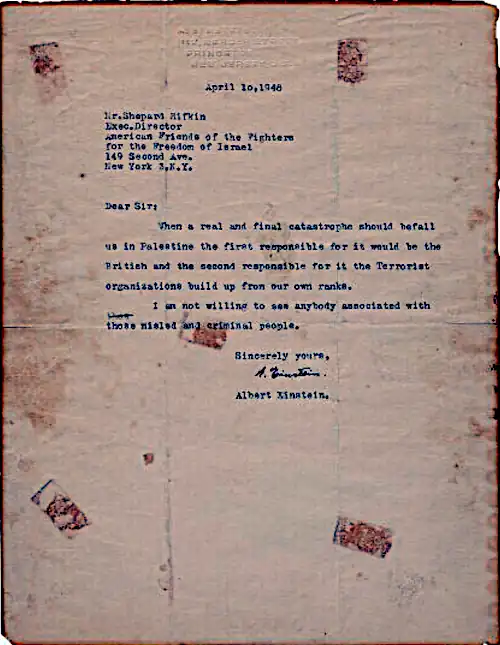 PRINCETON
NEW JERSEY
April 10,1948
Mr.Shepard Rifkin
Exec.Director
American Friends of the Fighters
for the Freedom of Israel
149 Second Ave.
New York 3,N.Y.
Dear Sir:
When a real and final catastrophe should befall
us in Palestine the first responsible for it would be the
British and the second responsible for it the Terrorist
organizations build up from our own ranks.
I am not willing to see anybody associated with
those misled and criminal people.
Sincerely yours,
A. Einstein.
Albert Einstein.